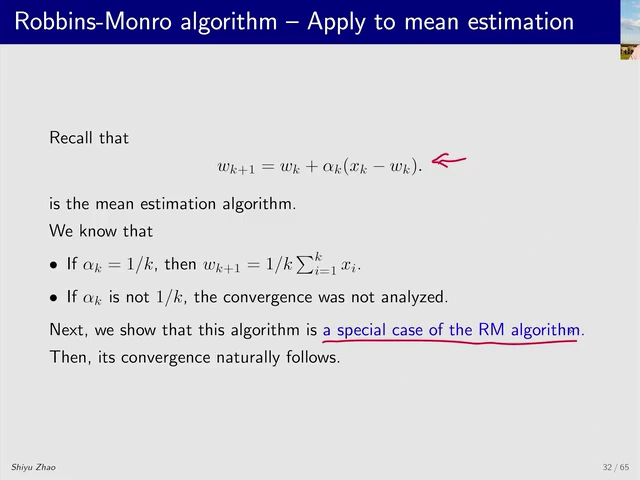 Robbins-Monro algorithm – Apply to mean estimation
Recall that
w_{k+1} = w_k + α_k(x_k − w_k).
is the mean estimation algorithm.
We know that
• If α_k = 1/k, then w_{k+1} = 1/k ∑_{i=1}^{k} x_i.
• If α_k is not 1/k, the convergence was not analyzed.
Next, we show that this algorithm is a special case of the RM algorithm.
Then, its convergence naturally follows.
Shiyu Zhao
32 / 65